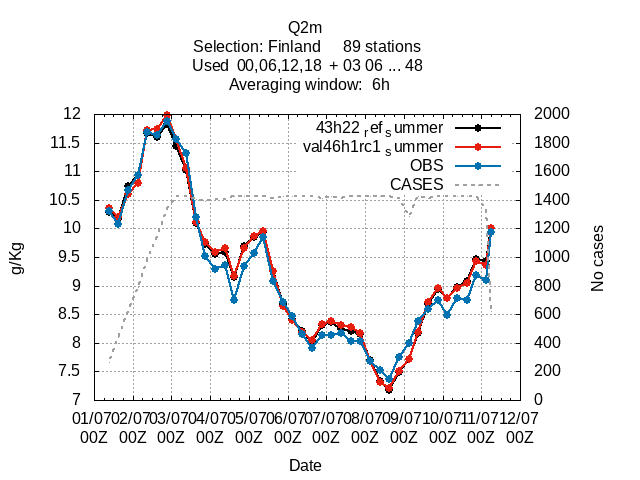 Q2m
Selection: Finland 89 stations
Used 00,06,12,18 + 03 06 ... 48
Averaging window: 6h
43h22 ref summer
val46h1rc1 summer
OBS
CASES
12
11.5
11
10.5
10
9.5
9
8.5
8
7.5
7
2000
1800
1600
1400
1200
1000
800
600
400
200
0
g/Kg
No cases
01/07 02/07 03/07 04/07 05/07 06/07 07/07 08/07 09/07 10/07 11/07 12/07
00Z 00Z 00Z 00Z 00Z 00Z 00Z 00Z 00Z 00Z 00Z 00Z
Date